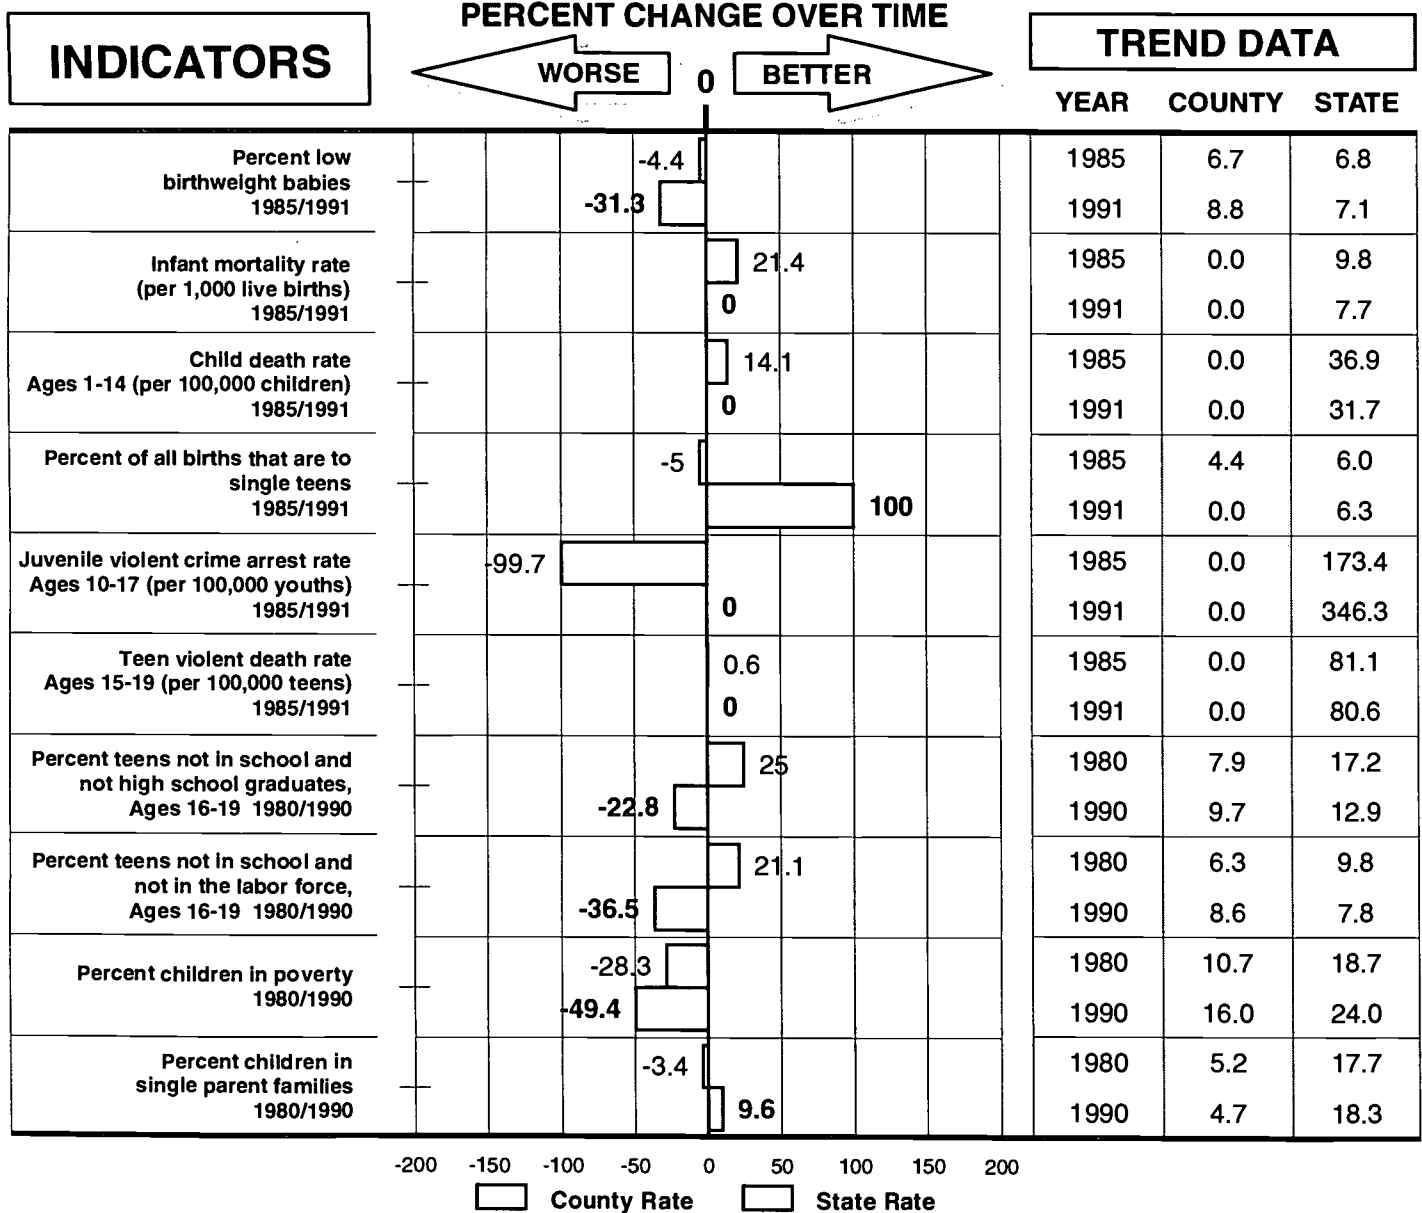 PERCENT CHANGE OVER TIME
INDICATORS
WORSE
0
BETTER
TREND DATA
YEAR COUNTY STATE
Percent low
birthweight babies
1985/1991
-4.4
-31.3
1985 6.7 6.8
1991 8.8 7.1
Infant mortality rate
(per 1,000 live births)
1985/1991
21.4
0
1985 0.0 9.8
1991 0.0 7.7
Child death rate
Ages 1-14 (per 100,000 children)
1985/1991
14.1
0
1985 0.0 36.9
1991 0.0 31.7
Percent of all births that are to
single teens
1985/1991
-5
100
1985 4.4 6.0
1991 0.0 6.3
Juvenile violent crime arrest rate
Ages 10-17 (per 100,000 youths)
1985/1991
-99.7
0
1985 0.0 173.4
1991 0.0 346.3
Teen violent death rate
Ages 15-19 (per 100,000 teens)
1985/1991
0.6
0
1985 0.0 81.1
1991 0.0 80.6
Percent teens not in school and
not high school graduates,
Ages 16-19 1980/1990
25
-22.8
1980 7.9 17.2
1990 9.7 12.9
Percent teens not in school and
not in the labor force,
Ages 16-19 1980/1990
21.1
-36.5
1980 6.3 9.8
1990 8.6 7.8
Percent children in poverty
1980/1990
-28.3
-49.4
1980 10.7 18.7
1990 16.0 24.0
Percent children in
single parent families
1980/1990
-3.4
9.6
1980 5.2 17.7
1990 4.7 18.3
-200 -150 -100 -50 0 50 100 150 200
County Rate State Rate